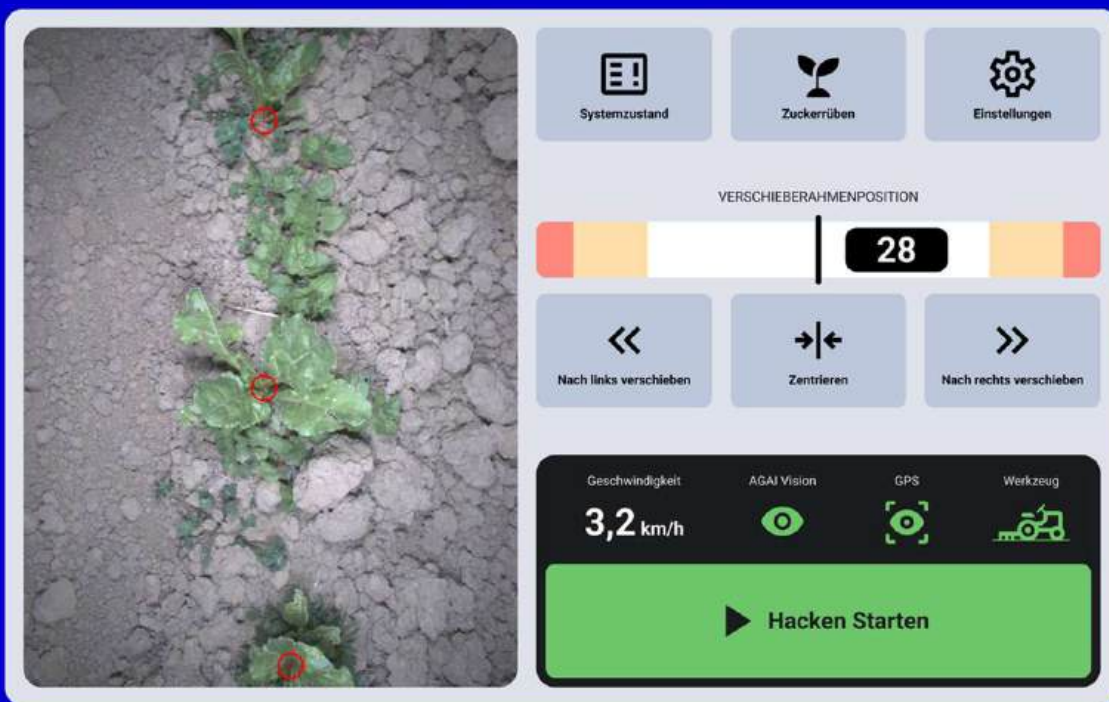 Systemzustand
Zuckerrüben
Einstellungen
VERSCHIEBERAHMENPOSITION
28
Nach links verschieben
Zentrieren
Nach rechts verschieben
Geschwindigkeit
AGAI Vision
GPS
Werkzeug
3,2 km/h
Hacken Starten